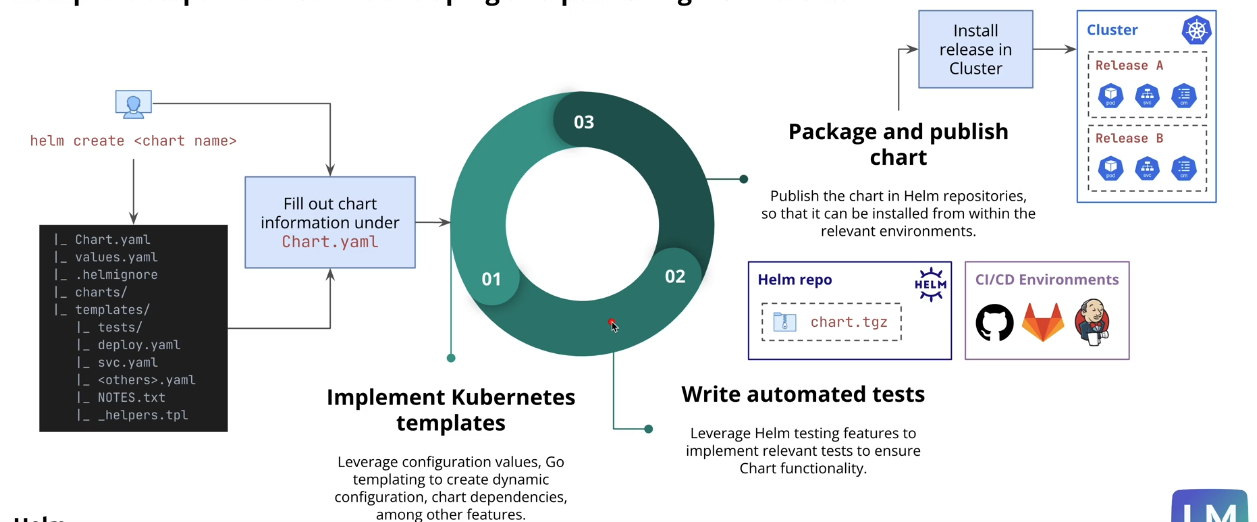 Install
release in
Cluster
Cluster
Release A
pod
svc
cm
Release B
pod
svc
cm
helm create <chart name>
|_ Chart.yaml
|_ values.yaml
|_ .helmignore
|_ charts/
|_ templates/
|_ tests/
|_ deploy.yaml
|_ svc.yaml
|_ <others>.yaml
|_ NOTES.txt
|_ _helpers.tpl
Fill out chart
information under
Chart.yaml
03
01
02
Implement Kubernetes
templates
Leverage configuration values, Go
templating to create dynamic
configuration, chart dependencies,
among other features.
Write automated tests
Leverage Helm testing features to
implement relevant tests to ensure
Chart functionality.
Package and publish
chart
Publish the chart in Helm repositories,
so that it can be installed from within the
relevant environments.
Helm repo
HELM
chart.tgz
CI/CD Environments
Helm
LM